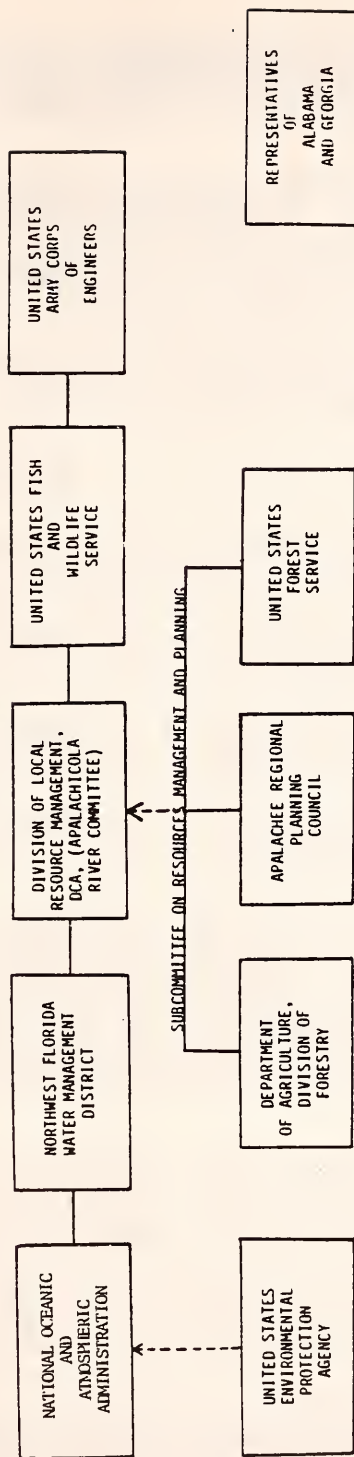 NATIONAL OCEANIC
AND
ATMOSPHERIC
ADMINISTRATION
NORTHWEST FLORIDA
WATER MANAGEMENT
DISTRICT
DIVISION OF LOCAL
RESOURCE MANAGEMENT,
DCA, (APALACHICOLA
RIVER COMMITTEE)
UNITED STATES FISH
AND
WILDLIFE
SERVICE
UNITED STATES
ARMY CORPS
OF
ENGINEERS
SUBCOMMITTEE ON RESOURCES MANAGEMENT AND PLANNING
UNITED STATES
ENVIRONMENTAL
PROTECTION
AGENCY
DEPARTMENT
OF AGRICULTURE,
DIVISION OF
FORESTRY
APALACHEE REGIONAL
PLANNING
COUNCIL
UNITED STATES
FOREST
SERVICE
REPRESENTATIVES
OF
ALABAMA
AND GEORGIA